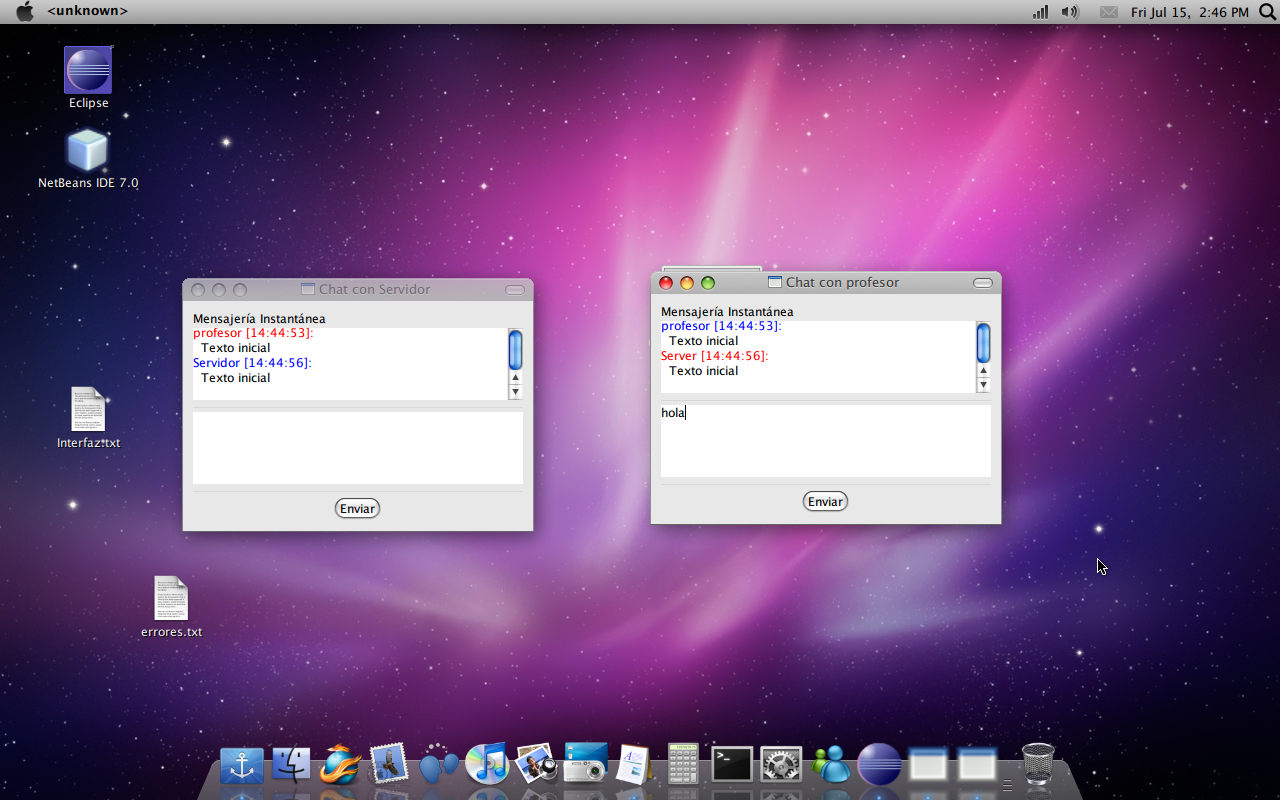 <unknown>
Fri Jul 15, 2:46 PM
Eclipse
NetBeans IDE 7.0
Interfaz.txt
errores.txt
Chat con Servidor
Mensajería Instantánea
profesor [14:44:53]:
Texto inicial
Servidor [14:44:56]:
Texto inicial
Enviar
Chat con profesor
Mensajería Instantánea
profesor [14:44:53]:
Texto inicial
Server [14:44:56]:
Texto inicial
hola
Enviar